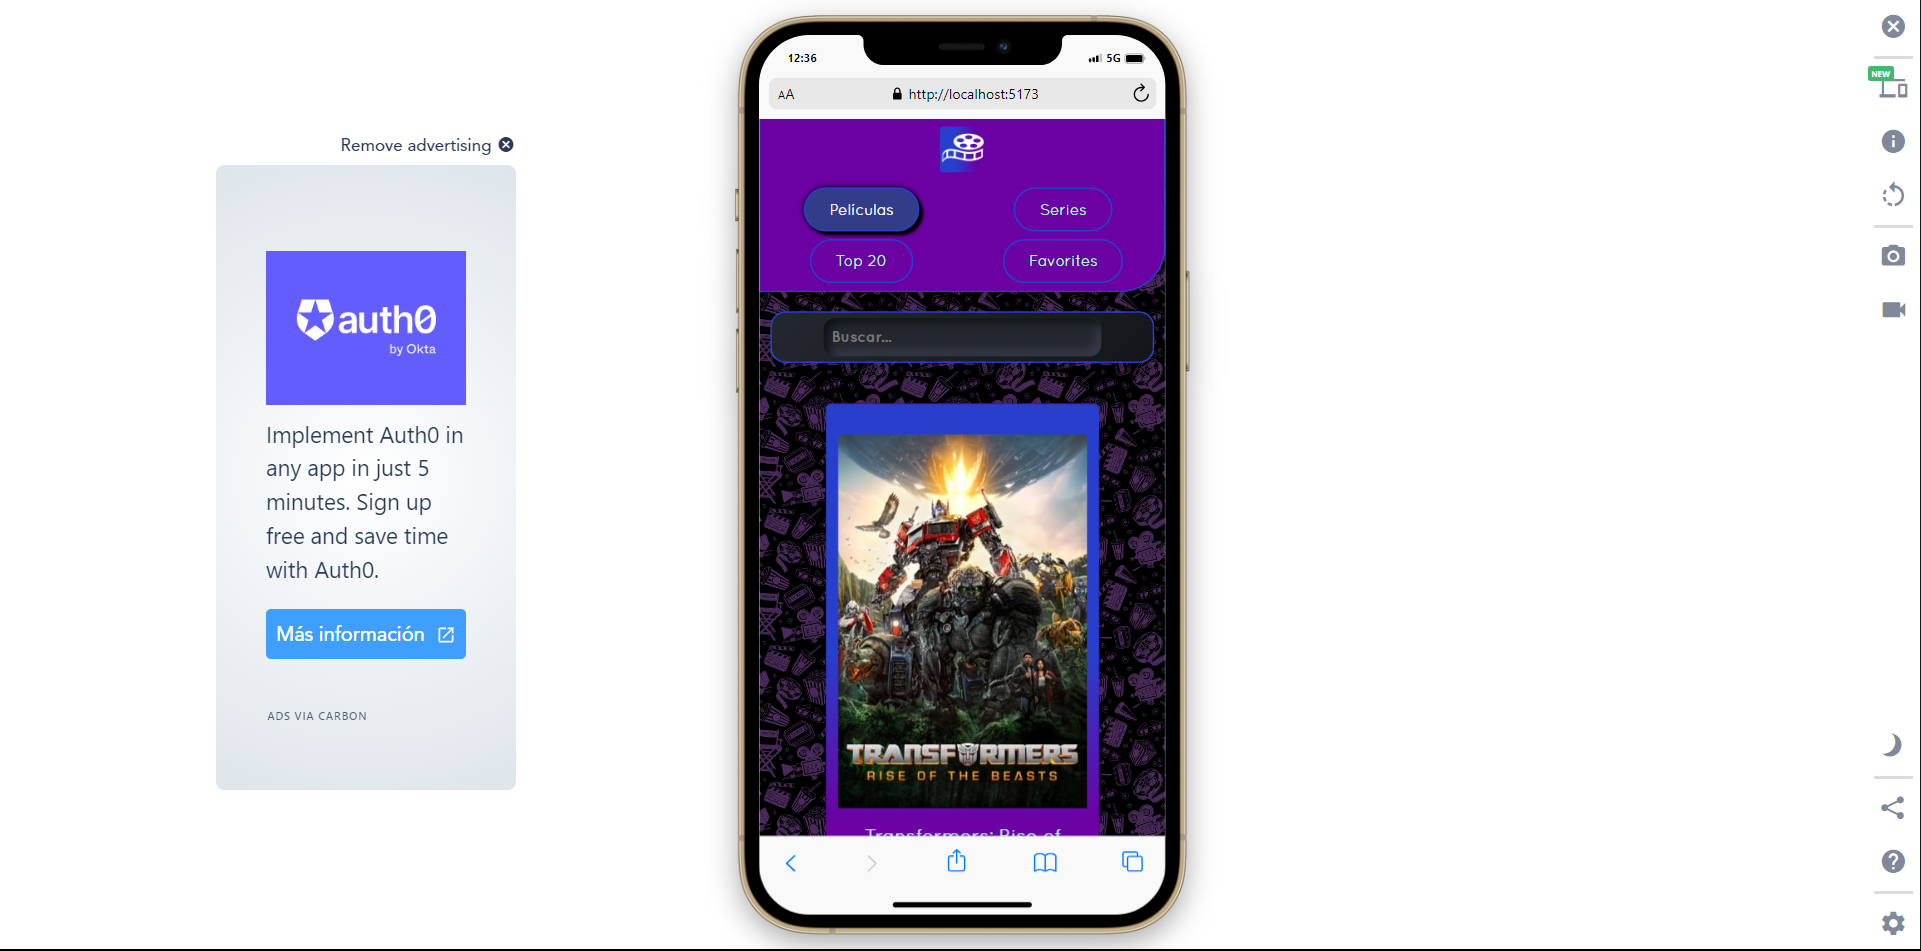 Remove advertising
auth0
by Okta
Implement Auth0 in
any app in just 5
minutes. Sign up
free and save time
with Auth0.
Más información
ADS VIA CARBON
12:36
5G
AA
http://localhost:5173
Películas
Series
Top 20
Favorites
Buscar...
TRANSFORMERS
RISE OF THE BEASTS
Transformers: Rise of
NEW